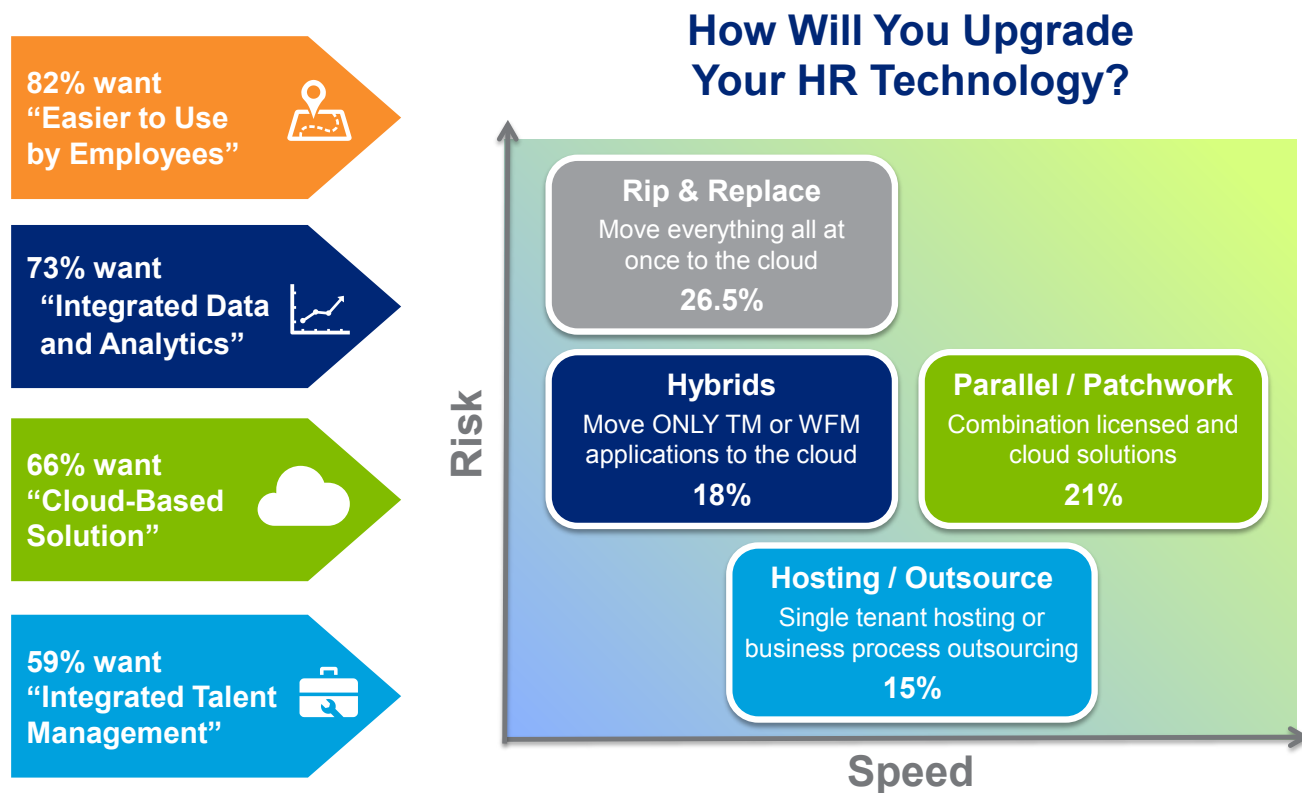 How Will You Upgrade
Your HR Technology?
82% want
“Easier to Use
by Employees”
73% want
“Integrated Data
and Analytics”
66% want
“Cloud-Based
Solution”
59% want
“Integrated Talent
Management”
Risk
Rip & Replace
Move everything all at
once to the cloud
26.5%
Hybrids
Move ONLY TM or WFM
applications to the cloud
18%
Parallel / Patchwork
Combination licensed and
cloud solutions
21%
Hosting / Outsource
Single tenant hosting or
business process outsourcing
15%
Speed